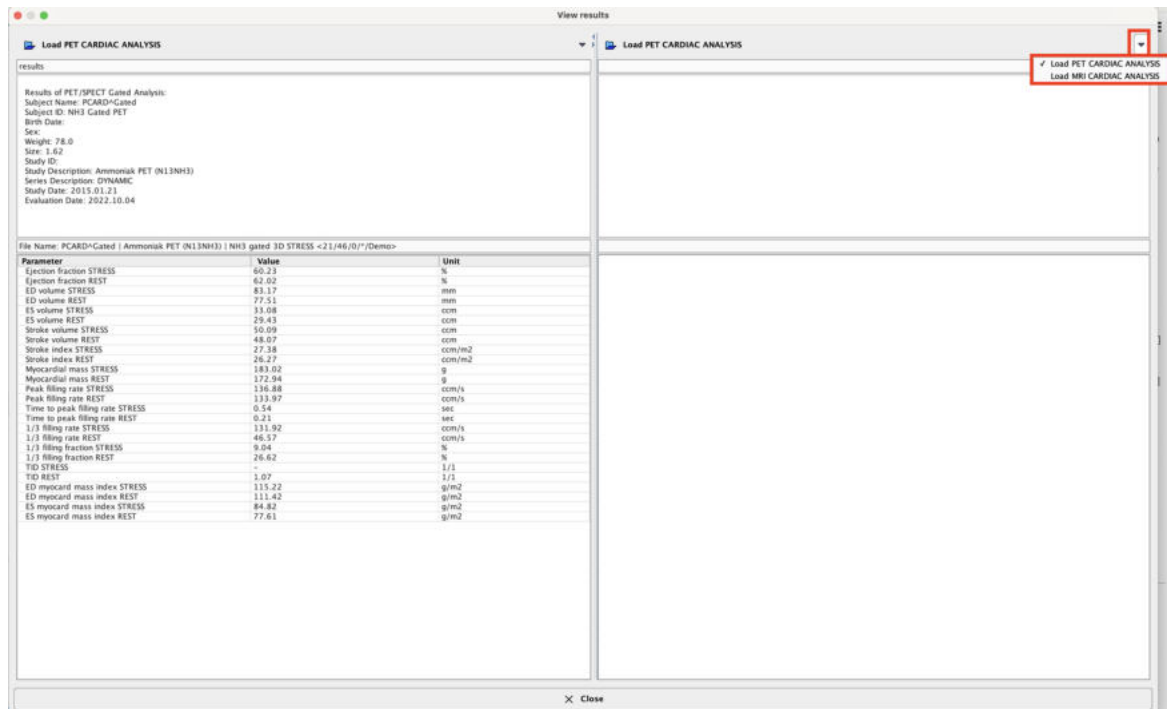 View results
Load PET CARDIAC ANALYSIS
Load PET CARDIAC ANALYSIS
✓ Load PET CARDIAC ANALYSIS
Load MRI CARDIAC ANALYSIS
results
Results of PET/SPECT Gated Analysis:
Subject Name: PCARD^Gated
Subject ID: NH3 Gated PET
Birth Date:
Sex:
Weight: 78.0
Size: 1.62
Study ID:
Study Description: Ammoniak PET (N13NH3)
Series Description: DYNAMIC
Study Date: 2015.01.21
Evaluation Date: 2022.10.04
File Name: PCARD^Gated | Ammoniak PET (N13NH3) | NH3 gated 3D STRESS <21/46/0/*/Demo>
Parameter Value Unit
Ejection fraction STRESS 60.23 %
Ejection fraction REST 62.02 %
ED volume STRESS 83.17 mm
ED volume REST 77.51 mm
ES volume STRESS 33.08 ccm
ES volume REST 29.43 ccm
Stroke volume STRESS 50.09 ccm
Stroke volume REST 48.07 ccm
Stroke index STRESS 27.38 ccm/m2
Stroke index REST 26.27 ccm/m2
Myocardial mass STRESS 183.02 g
Myocardial mass REST 172.94 g
Peak filling rate STRESS 136.88 ccm/s
Peak filling rate REST 133.97 ccm/s
Time to peak filling rate STRESS 0.54 sec
Time to peak filling rate REST 0.21 sec
1/3 filling rate STRESS 131.92 ccm/s
1/3 filling rate REST 46.57 ccm/s
1/3 filling fraction STRESS 9.04 %
1/3 filling fraction REST 26.62 %
TID STRESS - 1/1
TID REST 1.07 1/1
ED myocard mass index STRESS 115.22 g/m2
ED myocard mass index REST 111.42 g/m2
ES myocard mass index STRESS 84.82 g/m2
ES myocard mass index REST 77.61 g/m2
Close